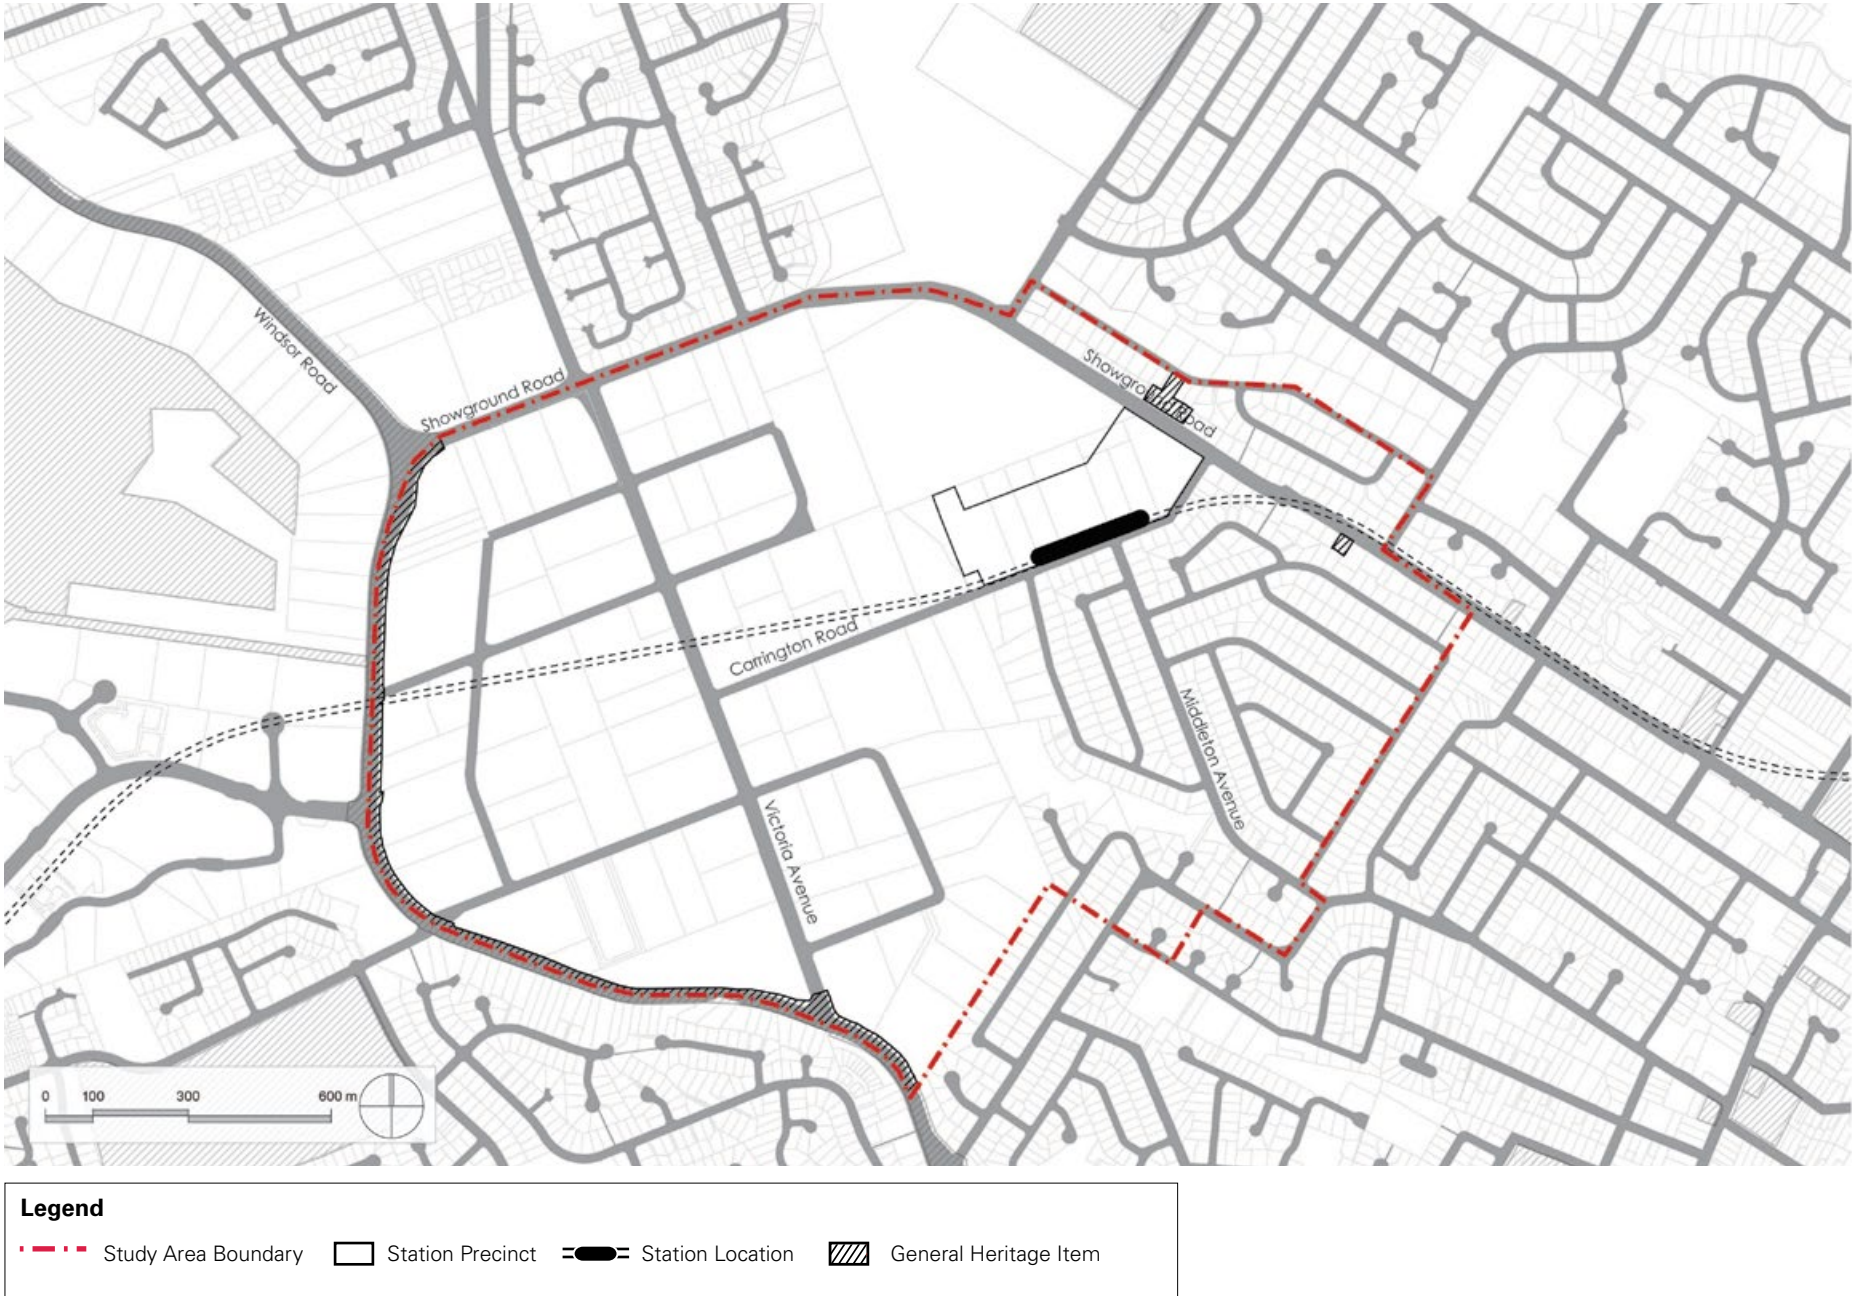 Windsor Road
Showground Road
Showground Road
Carrington Road
Middleton Avenue
Victoria Avenue
0 100 300 600 m
Legend
Study Area Boundary Station Precinct Station Location General Heritage Item